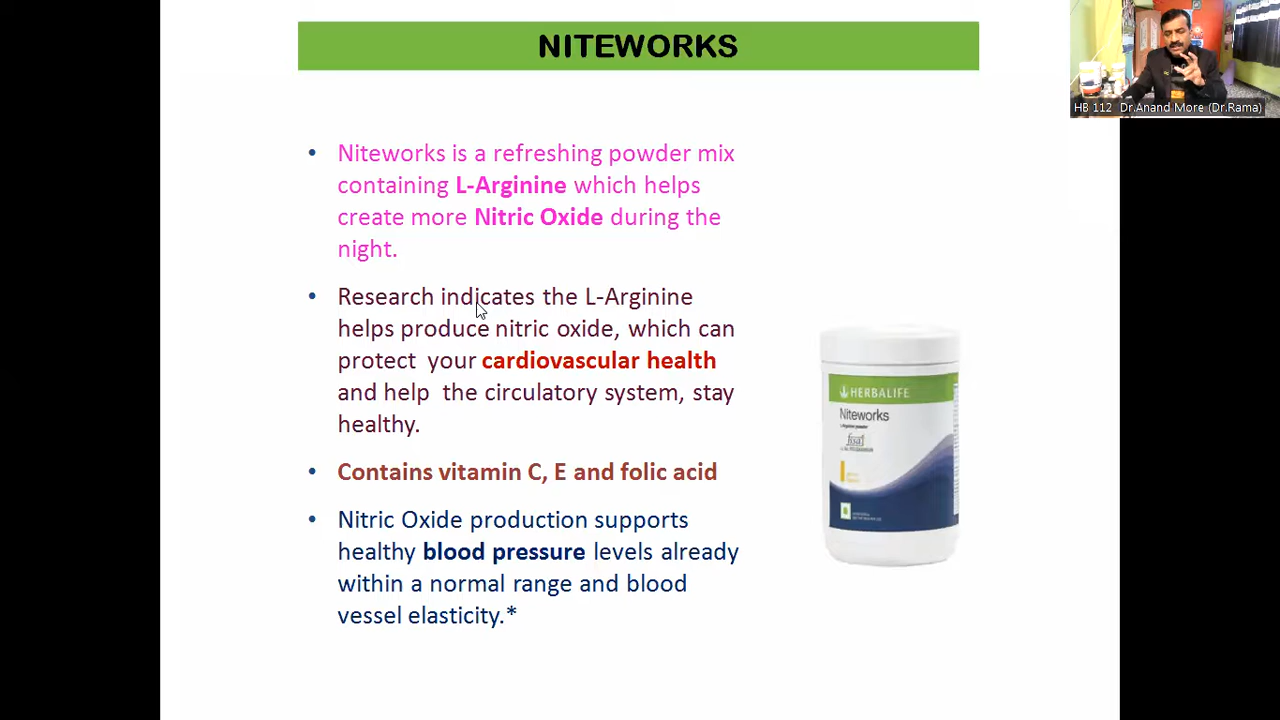 NITEWORKS
HB 112 Dr.Anand More (Dr.Rama)
• Niteworks is a refreshing powder mix
containing L-Arginine which helps
create more Nitric Oxide during the
night.
• Research indicates the L-Arginine
helps produce nitric oxide, which can
protect your cardiovascular health
and help the circulatory system, stay
healthy.
• Contains vitamin C, E and folic acid
• Nitric Oxide production supports
healthy blood pressure levels already
within a normal range and blood
vessel elasticity.*
HERBALIFE
Niteworks
fssai